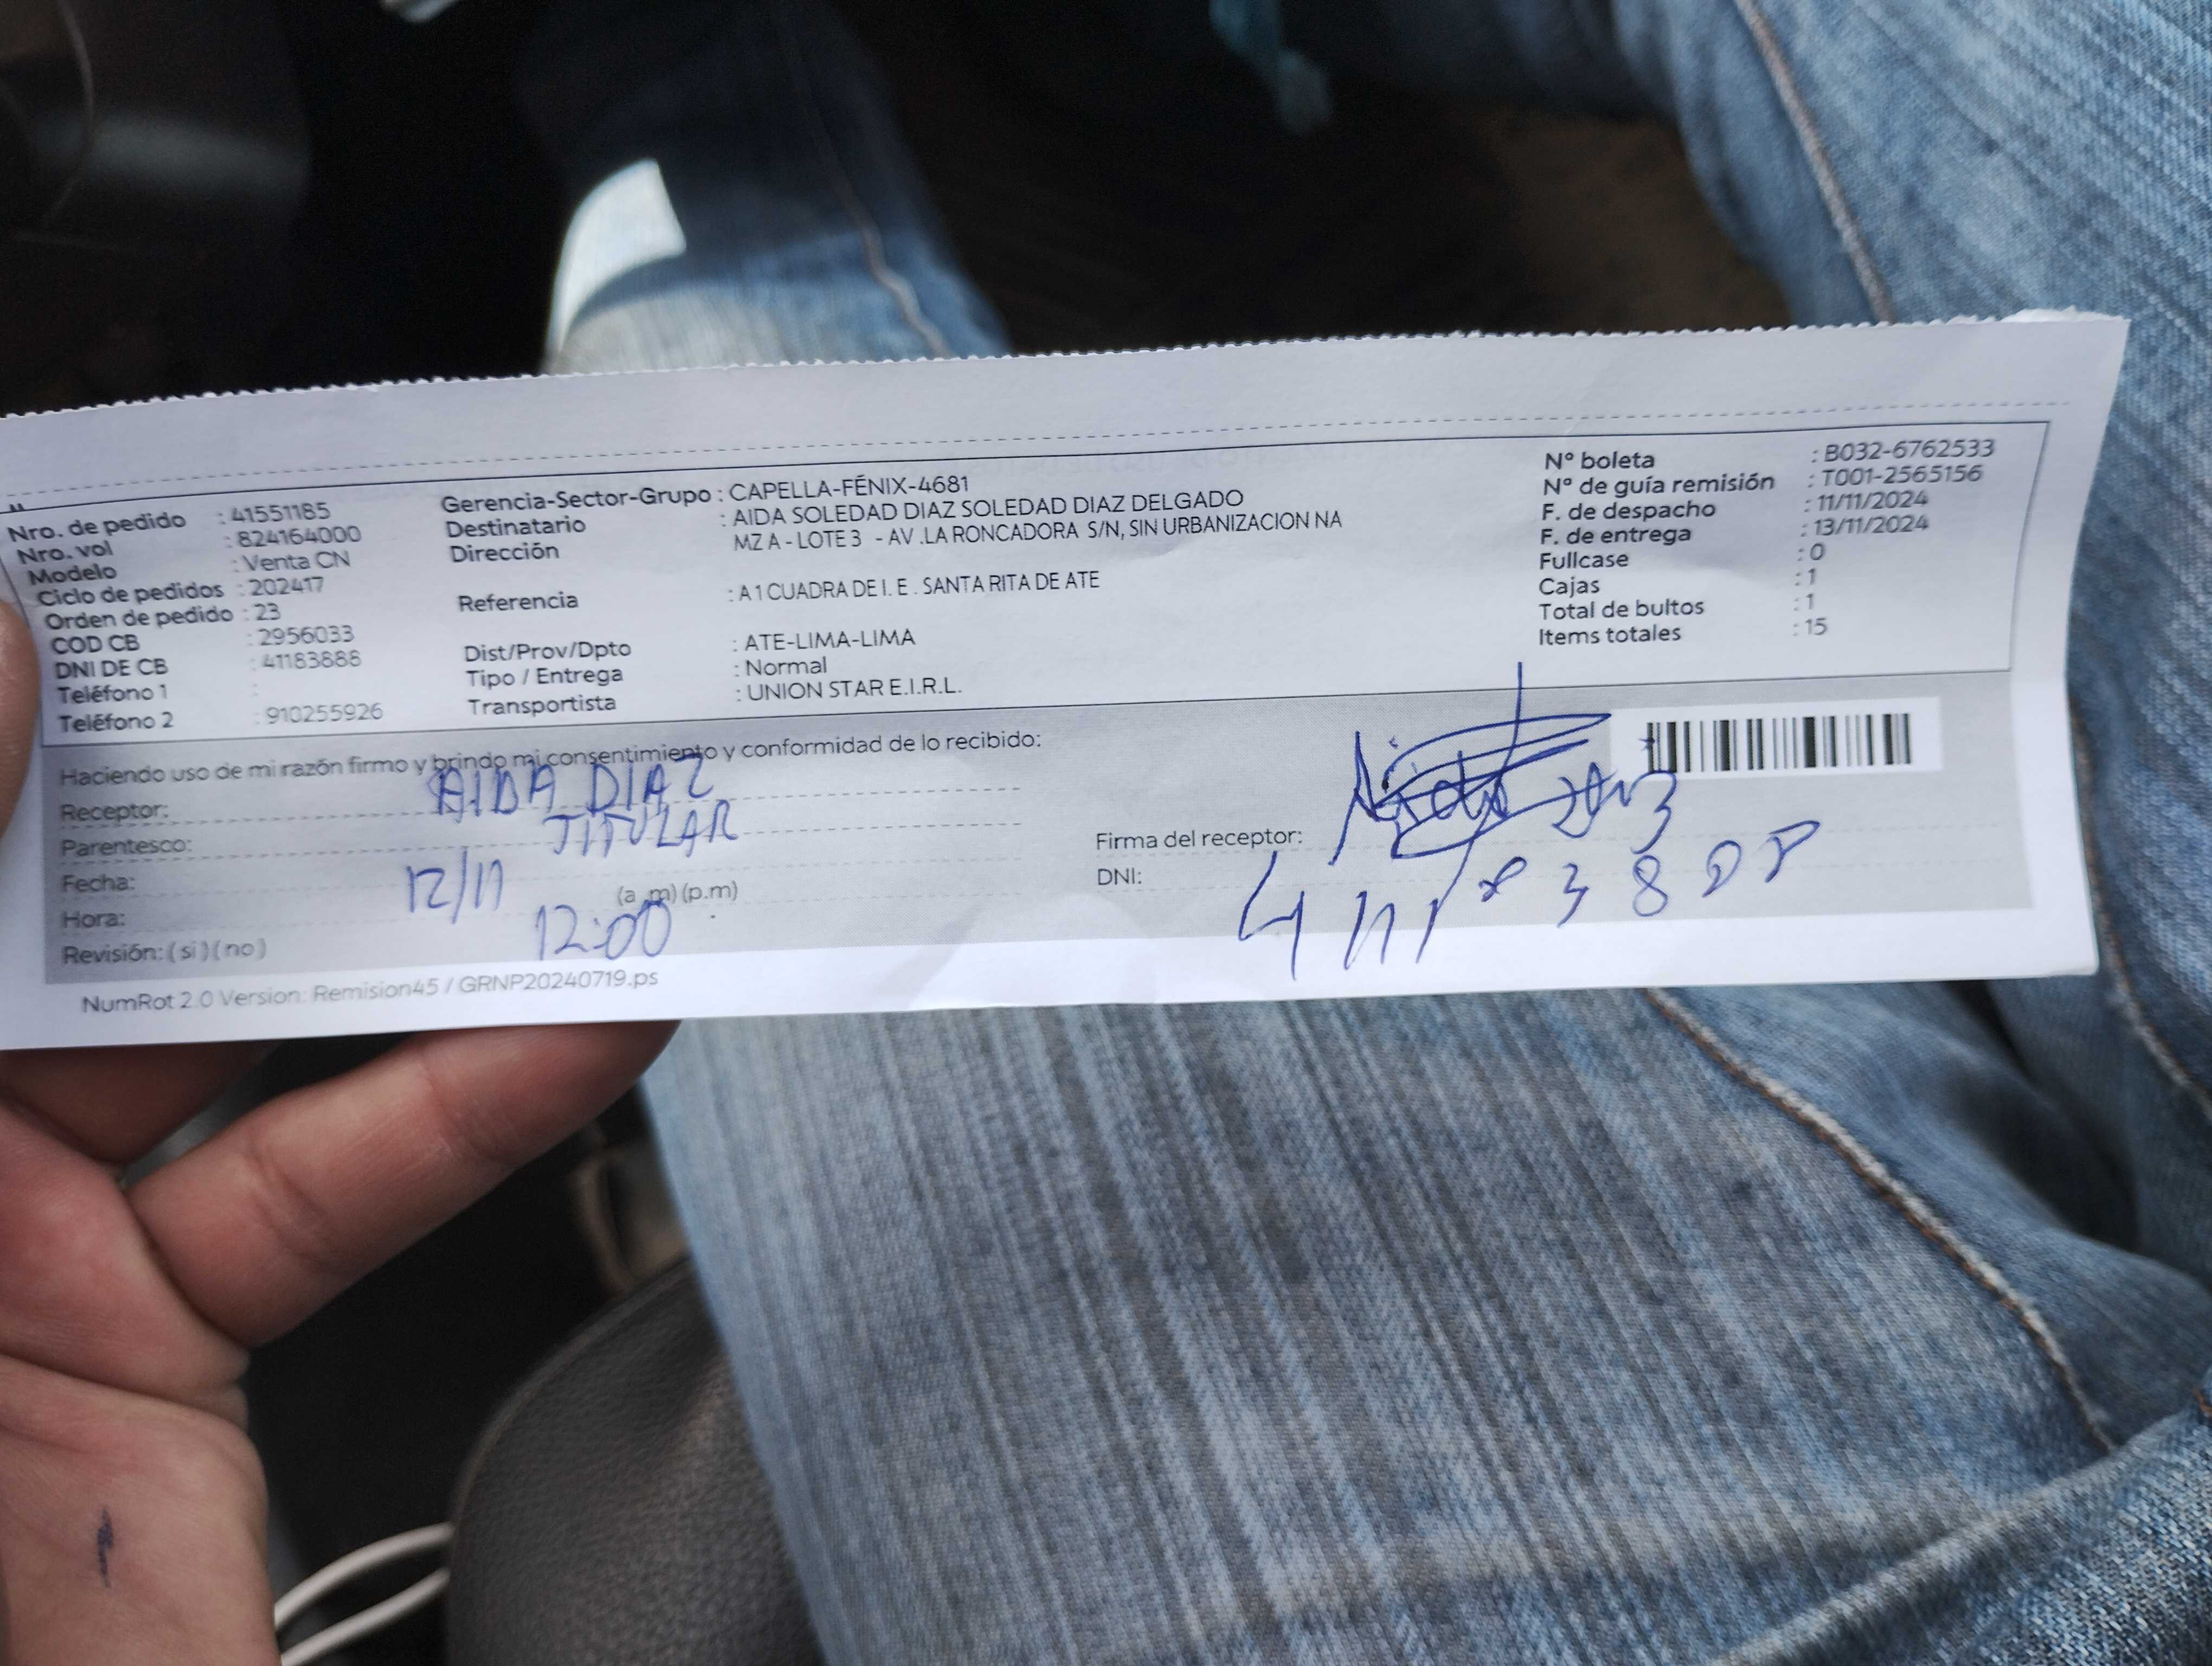 Nro. de pedido : 41551185
Nro. vol : 824164000
Modelo : Venta CN
Ciclo de pedidos : 202417
Orden de pedido : 23
COD CB : 2956033
DNI DE CB : 41183888
Teléfono 1 :
Teléfono 2 : 910255926
Gerencia-Sector-Grupo : CAPELLA-FÉNIX-4681
Destinatario : AIDA SOLEDAD DIAZ SOLEDAD DIAZ DELGADO
Dirección MZ A - LOTE 3 - AV .LA RONCADORA S/N, SIN URBANIZACION NA
Referencia : A 1 CUADRA DE I. E . SANTA RITA DE ATE
Dist/Prov/Dpto : ATE-LIMA-LIMA
Tipo / Entrega : Normal
Transportista : UNION STAR E.I.R.L.
Nº boleta : B032-6762533
Nº de guía remisión : T001-2565156
F. de despacho : 11/11/2024
F. de entrega : 13/11/2024
Fullcase : 0
Cajas : 1
Total de bultos : 1
Items totales : 15
Haciendo uso de mi razón firmo y brindo mi consentimiento y conformidad de lo recibido:
Receptor: AIDA DIAZ
Parentesco: TITULAR
Fecha: 12/11
Hora: 12:00 (a.m) (p.m)
Revisión: ( si ) ( no )
Firma del receptor:
DNI:
NumRot 2.0 Version: Remision45 / GRNP20240719.ps